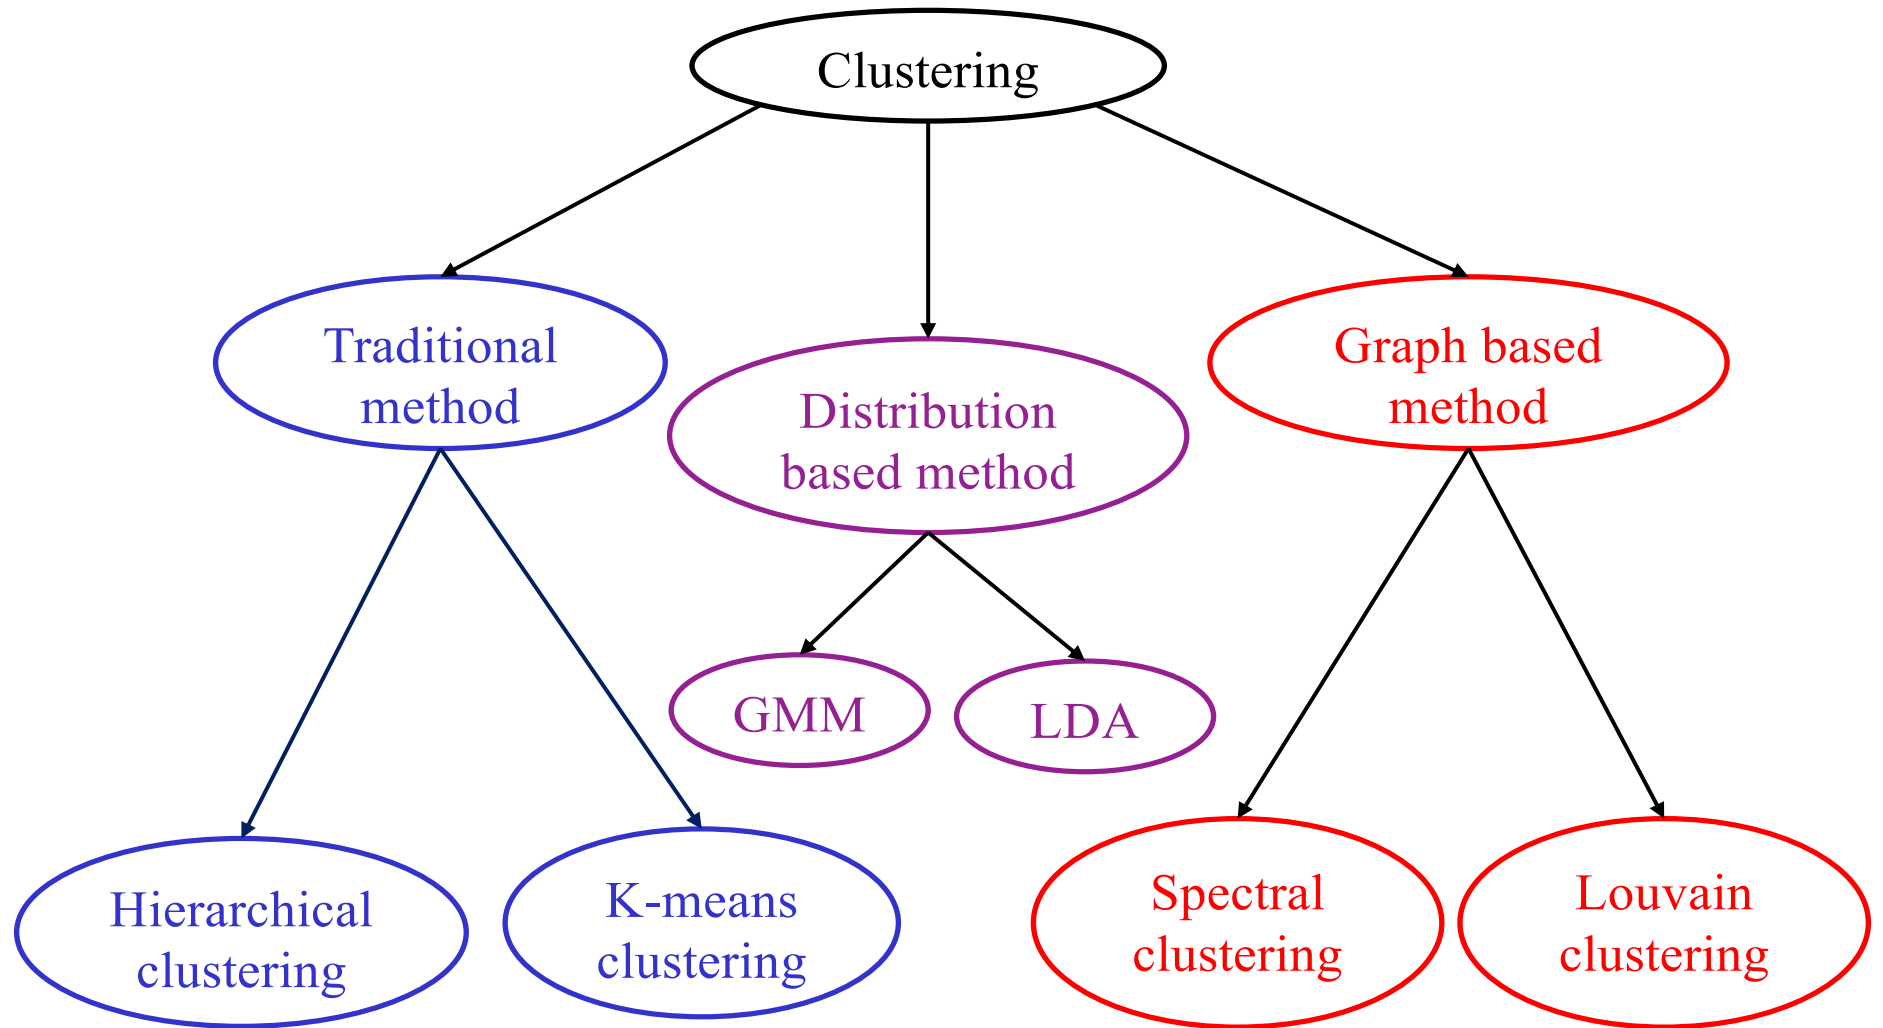 Clustering
Traditional
method
Distribution
based method
Graph based
method
GMM
LDA
Hierarchical
clustering
K-means
clustering
Spectral
clustering
Louvain
clustering